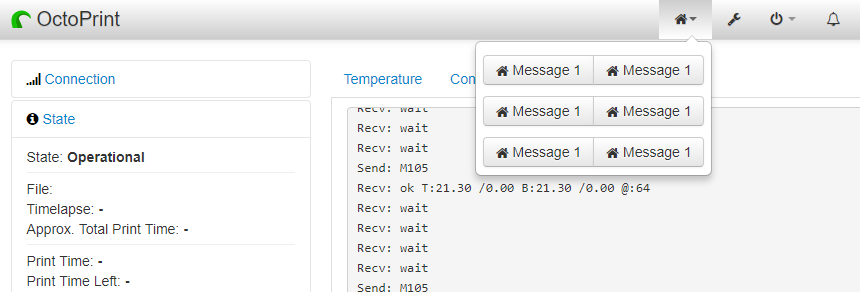 OctoPrint
Connection
State
State: Operational
File:
Timelapse: -
Approx. Total Print Time: -
Print Time: -
Print Time Left: -
Temperature
Con
Message 1 Message 1
Message 1 Message 1
Message 1 Message 1
Recv: wait
Recv: wait
Recv: wait
Send: M105
Recv: ok T:21.30 /0.00 B:21.30 /0.00 @:64
Recv: wait
Recv: wait
Recv: wait
Recv: wait
Send: M105